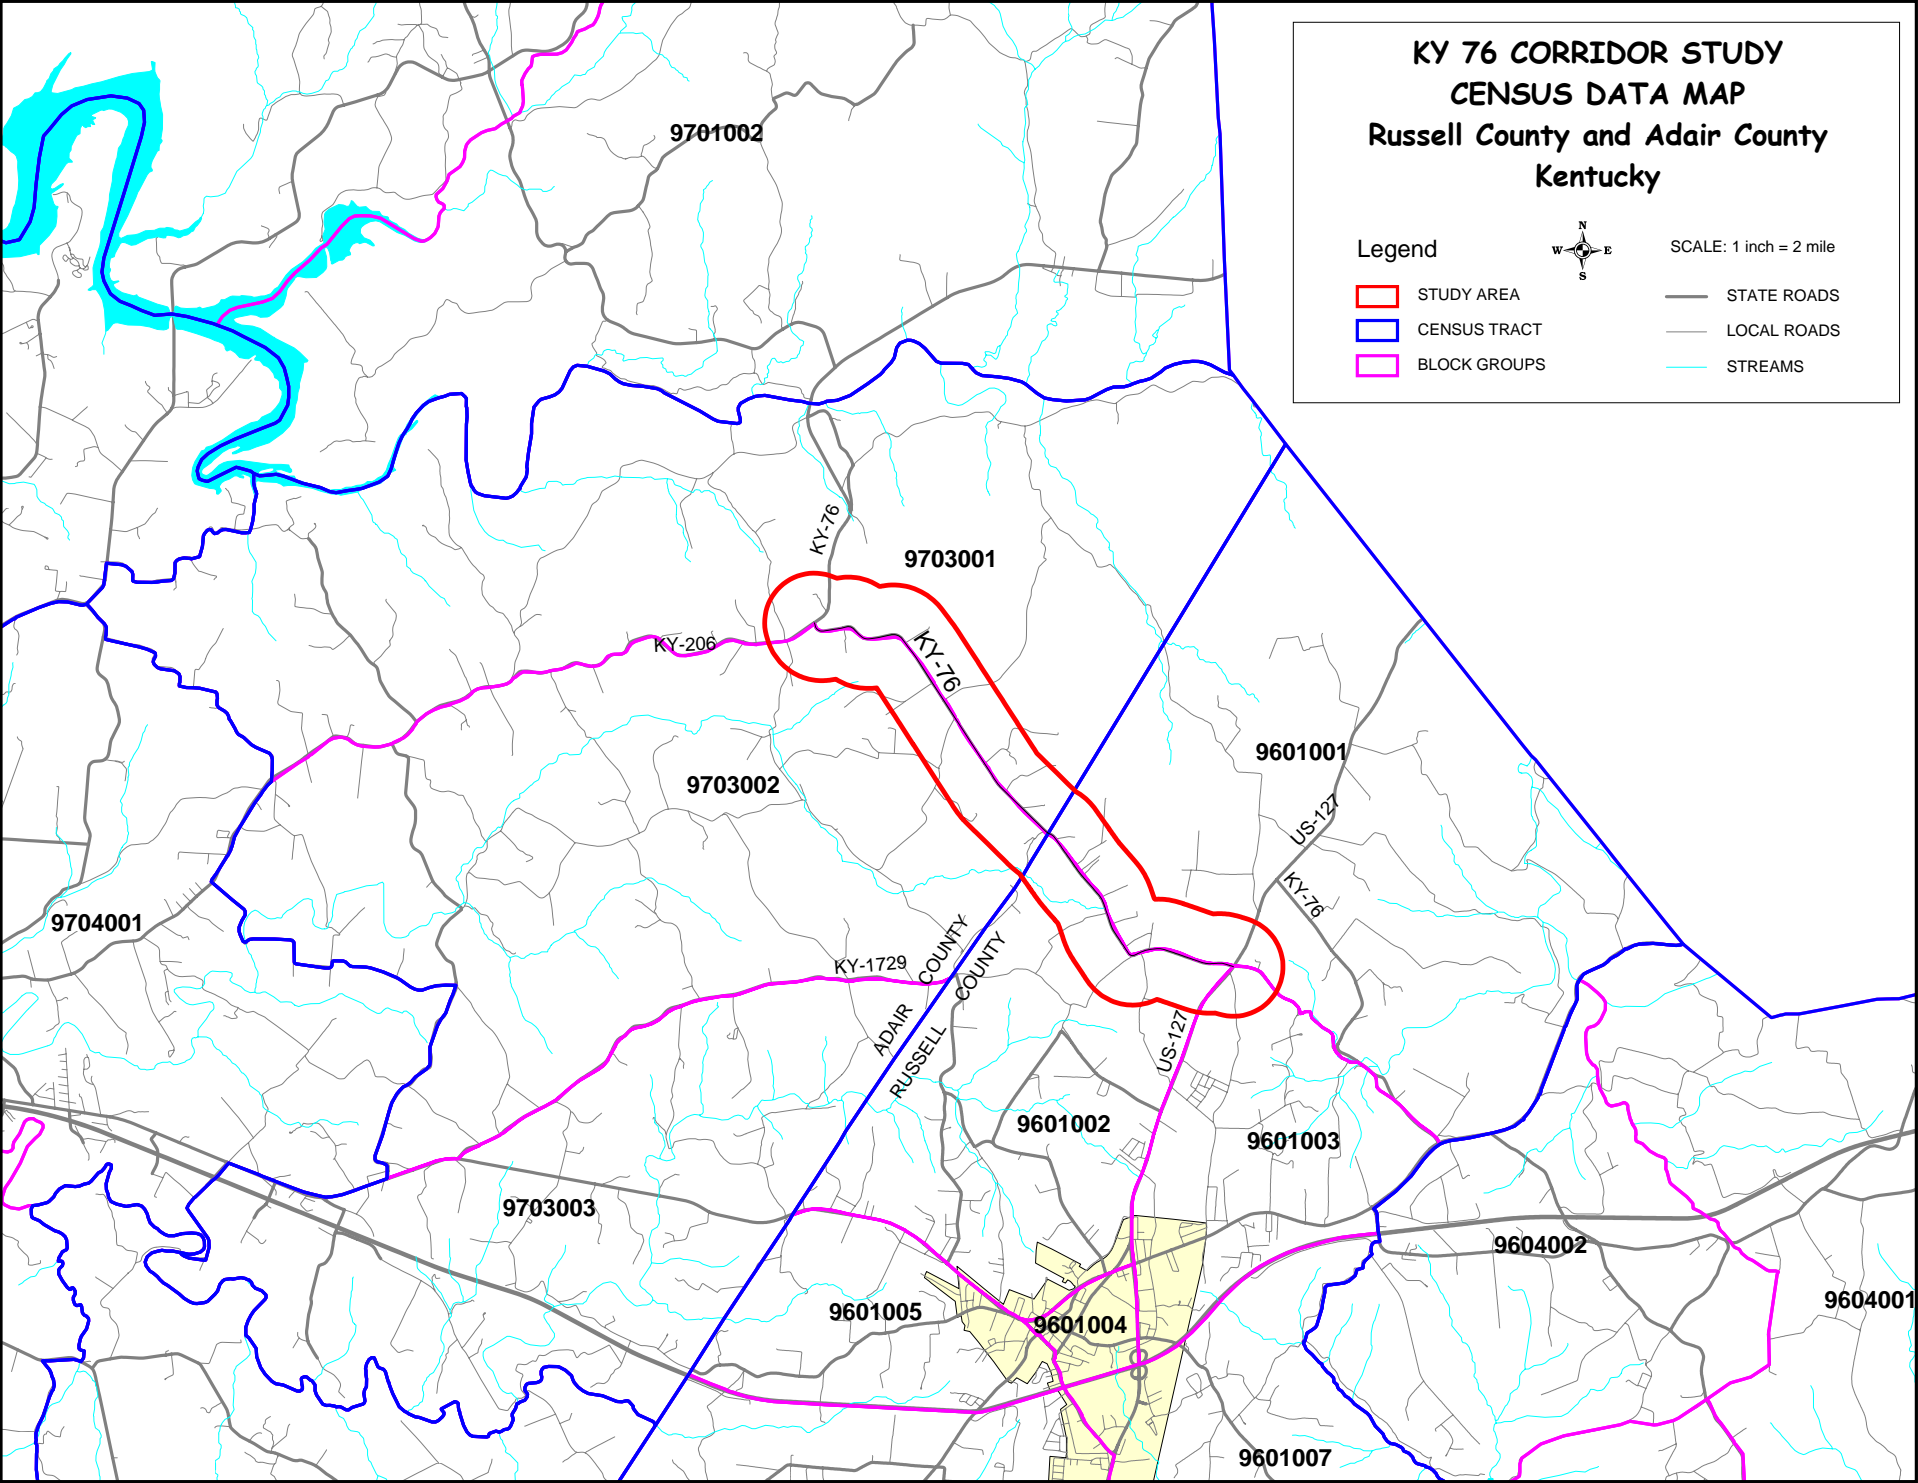 KY 76 CORRIDOR STUDY
CENSUS DATA MAP
Russell County and Adair County
Kentucky
N
W E
S
Legend
SCALE: 1 inch = 2 mile
STUDY AREA
STATE ROADS
CENSUS TRACT
LOCAL ROADS
BLOCK GROUPS
STREAMS
9701002
KY-76
9703001
KY-206
KY-76
9601001
9703002
US-127
KY-76
9704001
KY-1729
ADAIR COUNTY
RUSSELL COUNTY
US-127
9601002
9601003
9703003
9604002
9604001
9601005
9601004
9601007